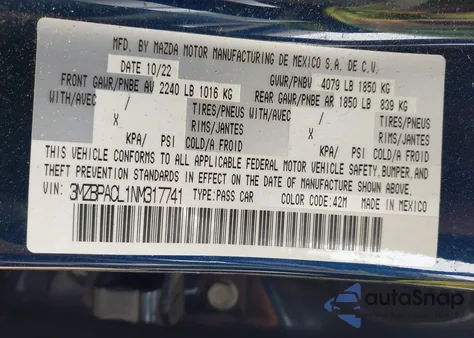 MFD. BY MAZDA MOTOR MANUFACTURING DE MEXICO S.A. DE C.V.
DATE 10/22 GVWR/PNBV 4079 LB 1850 KG
FRONT GAWR/PNBE AV 2240 LB 1016 KG REAR GAWR/PNBE AR 1850 LB 839 KG
WITH/AVEC / TIRES/PNEUS WITH/AVEC / TIRES/PNEUS
X RIMS/JANTES X RIMS/JANTES
KPA/ PSI COLD/A FROID KPA/ PSI COLD/A FROID
THIS VEHICLE CONFORMS TO ALL APPLICABLE FEDERAL MOTOR VEHICLE SAFETY, BUMPER, AND
THEFT PREVENTION STANDARDS IN EFFECT ON THE DATE OF MANUFACTURE SHOWN ABOVE.
VIN: 3MZBPACL1NM317741 TYPE:PASS CAR COLOR CODE:42M MADE IN MEXICO
autoSnap